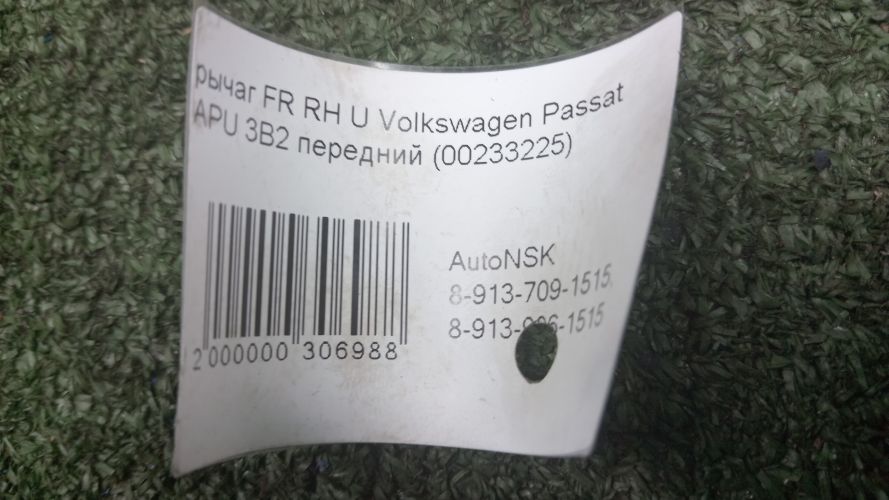 рычаг FR RH U Volkswagen Passat
APU 3B2 передний (00233225)
AutoNSK
8-913-709-1515,
2 000000 306988